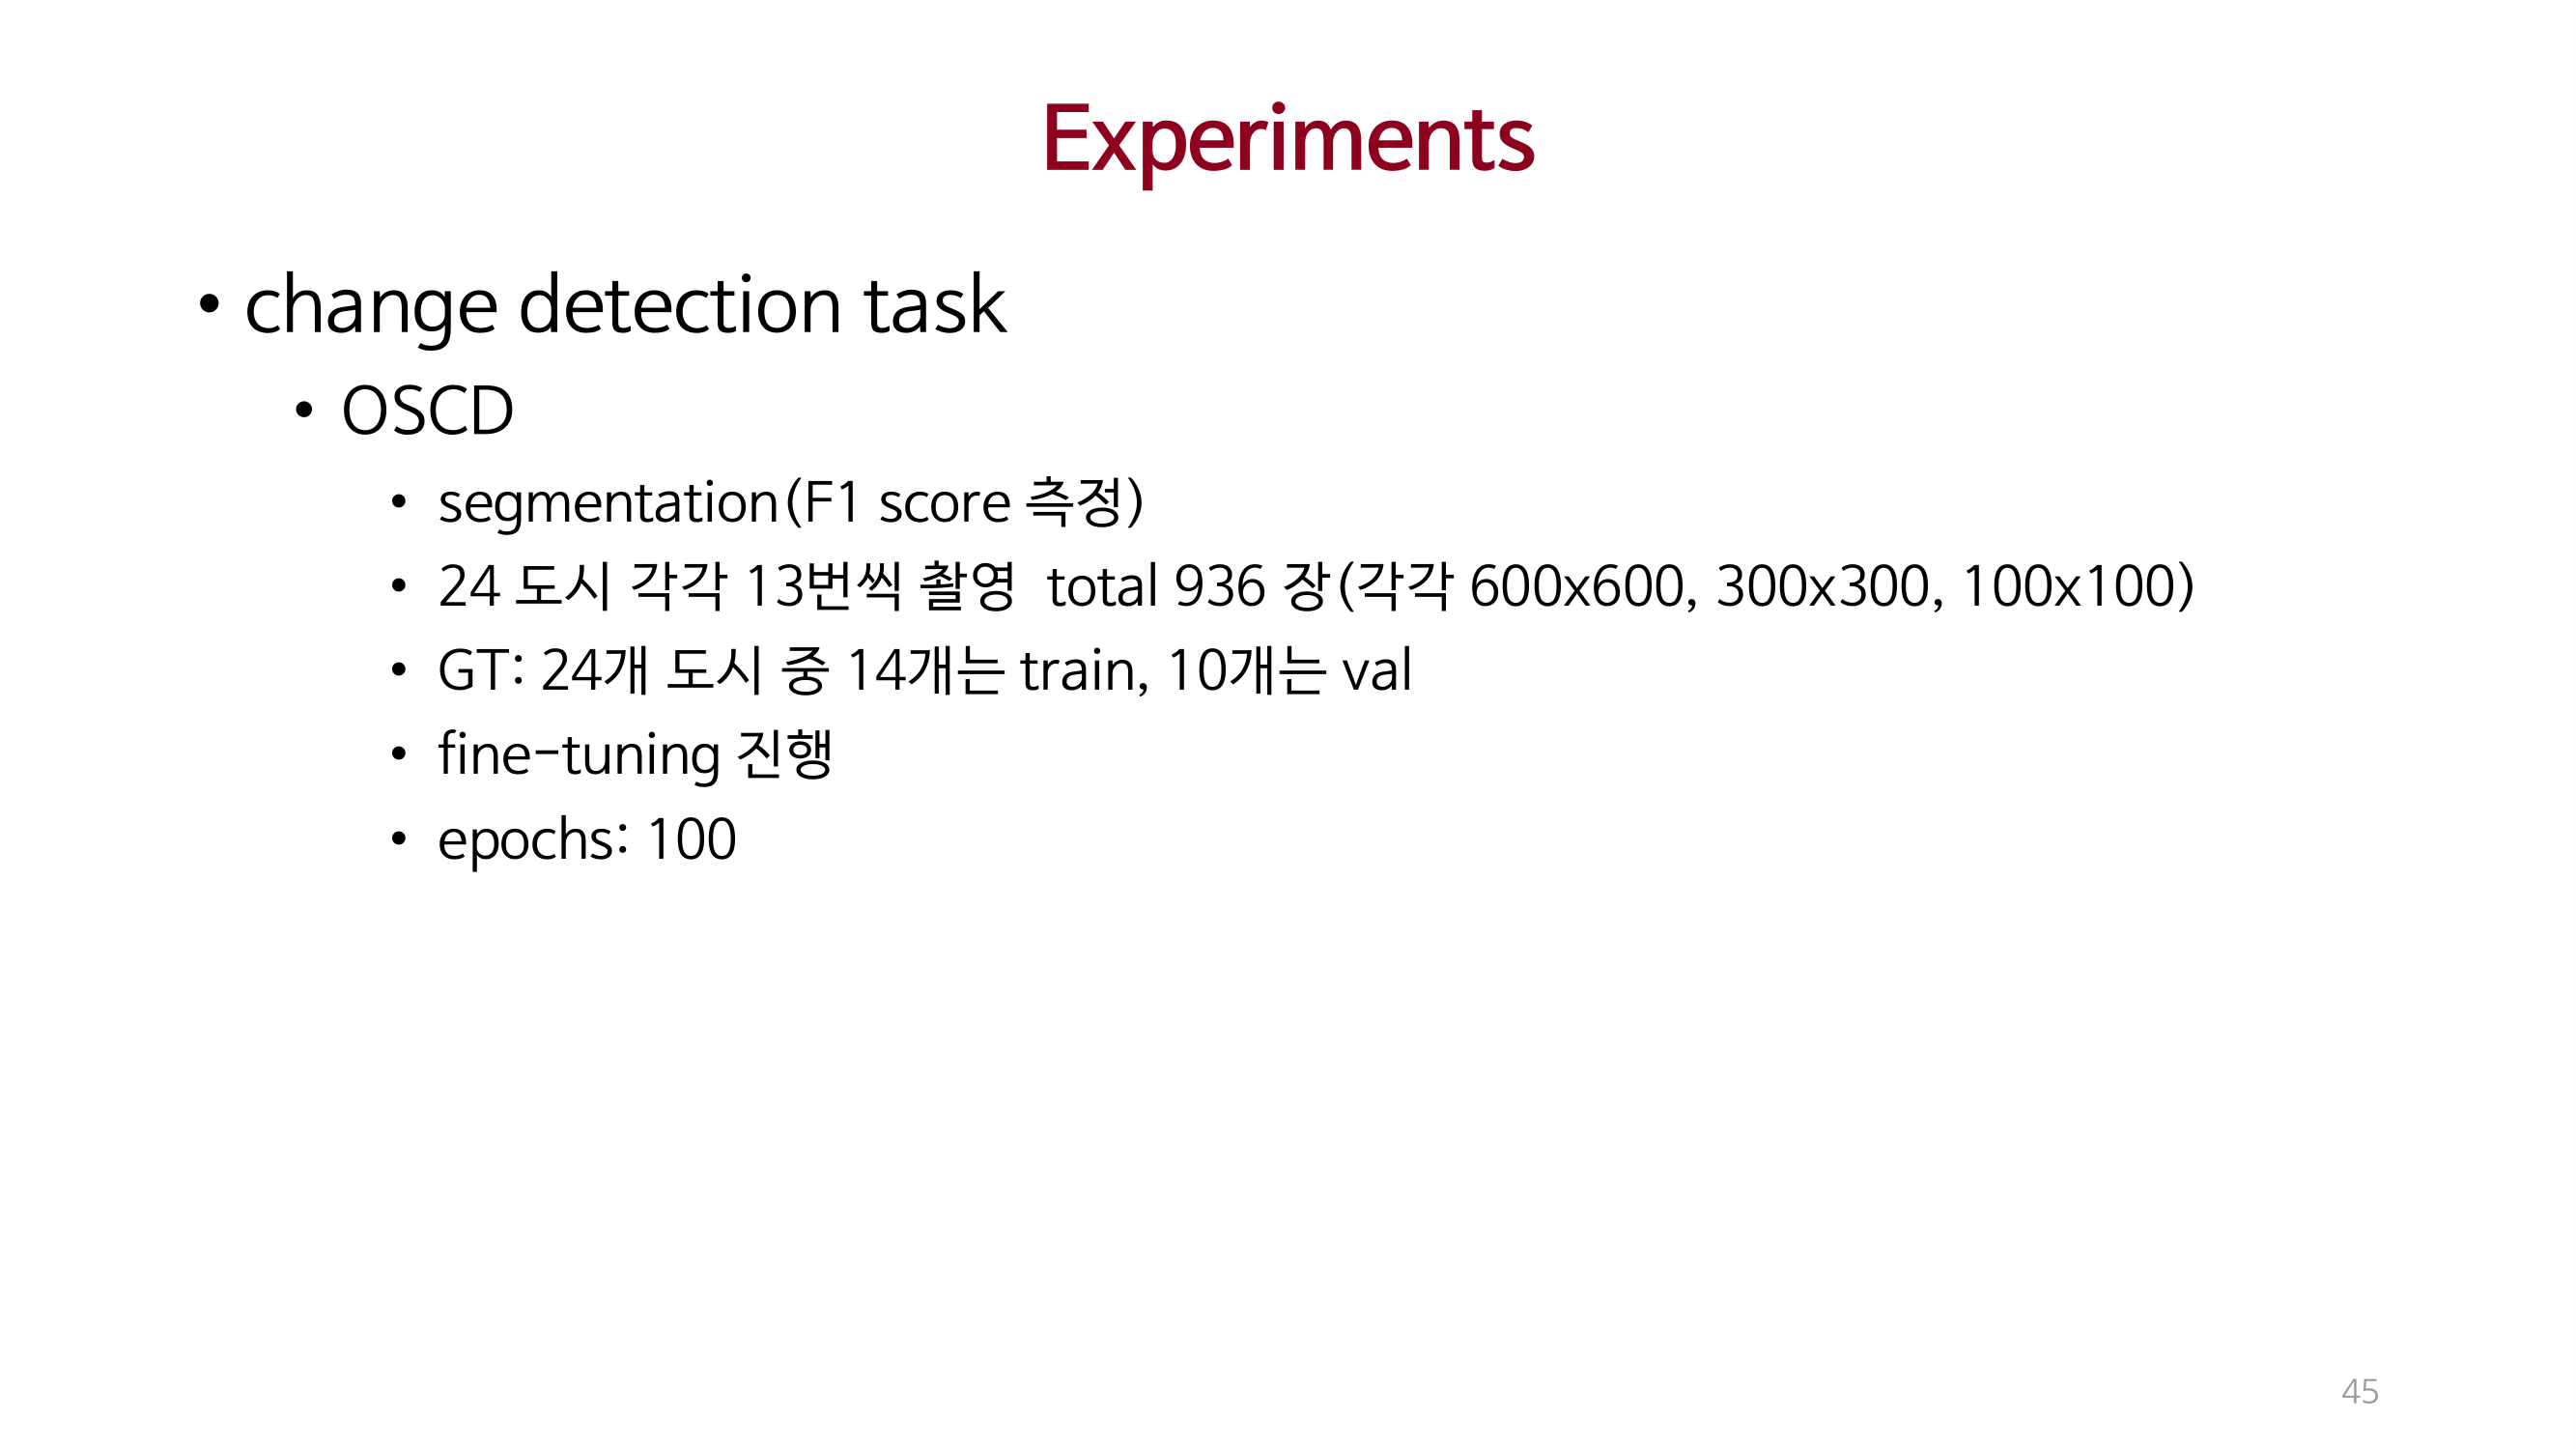 Experiments
• change detection task
• OSCD
• segmentation(F1 score 측정)
• 24 도시 각각 13번씩 촬영  total 936 장(각각 600x600, 300x300, 100x100)
• GT: 24개 도시 중 14개는 train, 10개는 val
• fine-tuning 진행
• epochs: 100
45